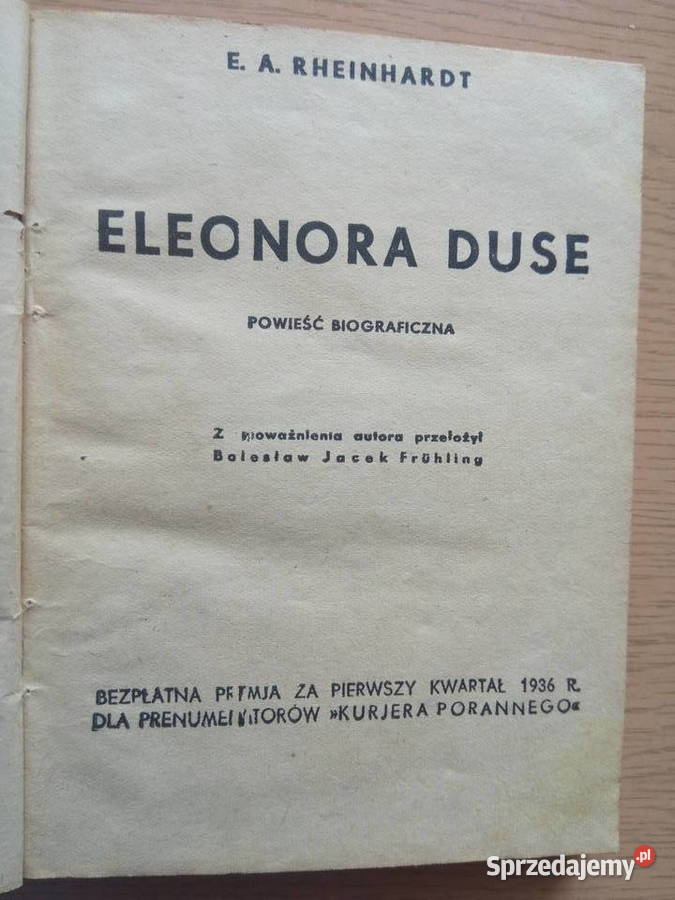 E. A. RHEINHARDT
ELEONORA DUSE
POWIEŚĆ BIOGRAFICZNA
Z upoważnienia autora przełożył
Bolesław Jacek Frühling
BEZPŁATNA PREMJA ZA PIERWSZY KWARTAŁ 1936 R.
DLA PRENUMERATORÓW »KURJERA PORANNEGO«
Sprzedajemy.pl